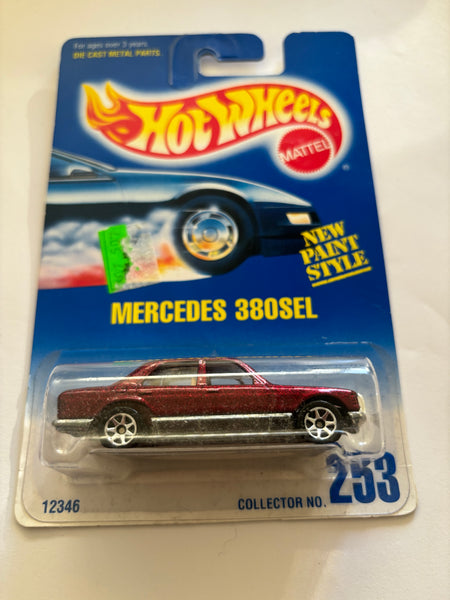 For ages over 3 years.
DIE CAST METAL PARTS.
HOT WHEELS
MATTEL
®
NEW
PAINT
STYLE
MERCEDES 380SEL
12346
COLLECTOR NO. 253